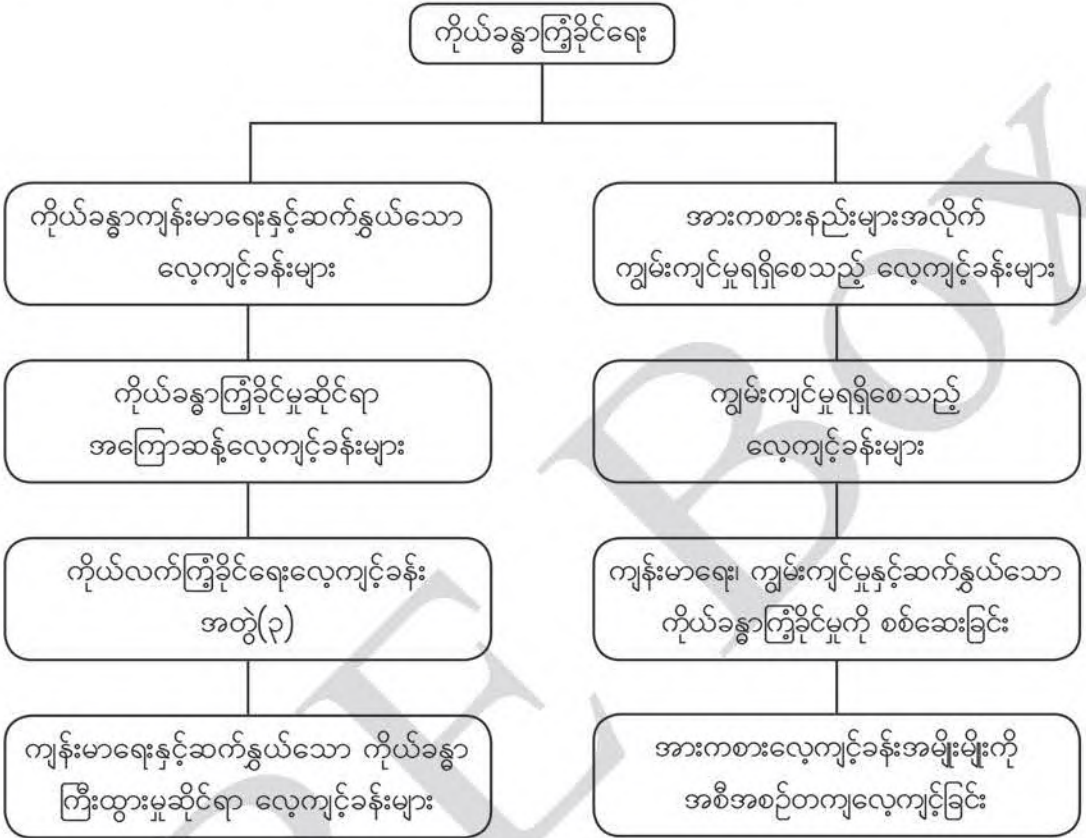 ကိုယ်ခန္ဓာကြံ့ခိုင်ရေး
ကိုယ်ခန္ဓာကျန်းမာရေးနှင့်ဆက်နွှယ်သော
လေ့ကျင့်ခန်းများ
ကိုယ်ခန္ဓာကြံ့ခိုင်မှုဆိုင်ရာ
အကြောဆန့်လေ့ကျင့်ခန်းများ
ကိုယ်လက်ကြံ့ခိုင်ရေးလေ့ကျင့်ခန်း
အတွဲ(၃)
ကျန်းမာရေးနှင့်ဆက်နွှယ်သော ကိုယ်ခန္ဓာ
ကြီးထွားမှုဆိုင်ရာ လေ့ကျင့်ခန်းများ
အားကစားနည်းများအလိုက်
ကျွမ်းကျင်မှုရရှိစေသည့် လေ့ကျင့်ခန်းများ
ကျွမ်းကျင်မှုရရှိစေသည့်
လေ့ကျင့်ခန်းများ
ကျန်းမာရေး၊ ကျွမ်းကျင်မှုနှင့်ဆက်နွှယ်သော
ကိုယ်ခန္ဓာကြံ့ခိုင်မှုကို စစ်ဆေးခြင်း
အားကစားလေ့ကျင့်ခန်းအမျိုးမျိုးကို
အစီအစဉ်တကျလေ့ကျင့်ခြင်း
PE Box